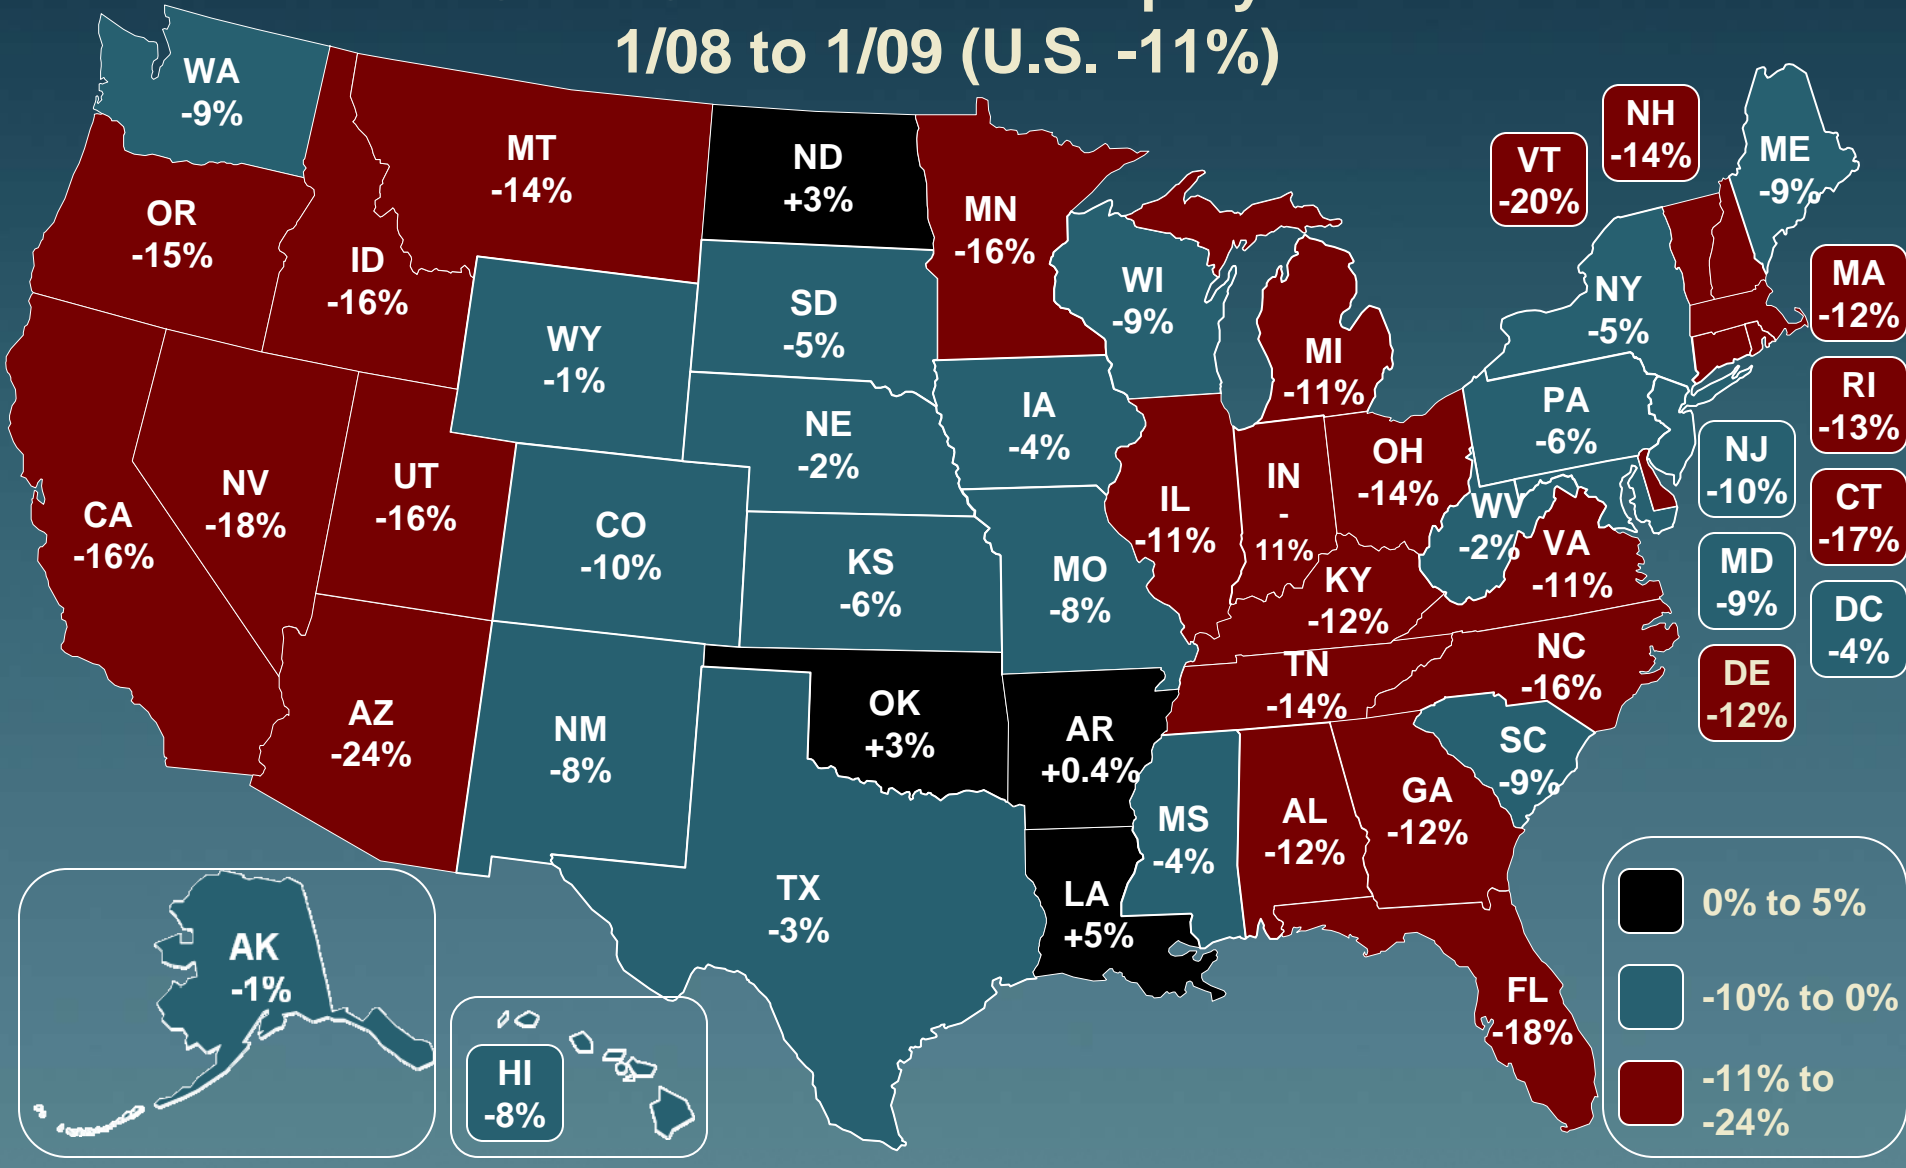 1/08 to 1/09 (U.S. -11%)
WA
-9%
MT
-14%
ND
+3%
MN
-16%
OR
-15%
ID
-16%
WY
-1%
SD
-5%
WI
-9%
MI
-11%
VT
-20%
NH
-14%
ME
-9%
NY
-5%
MA
-12%
RI
-13%
CT
-17%
NJ
-10%
MD
-9%
DC
-4%
DE
-12%
PA
-6%
NE
-2%
IA
-4%
IL
-11%
IN
-
11%
OH
-14%
WV
-2%
VA
-11%
CA
-16%
NV
-18%
UT
-16%
CO
-10%
KS
-6%
MO
-8%
KY
-12%
TN
-14%
NC
-16%
SC
-9%
AZ
-24%
NM
-8%
OK
+3%
AR
+0.4%
MS
-4%
AL
-12%
GA
-12%
TX
-3%
LA
+5%
FL
-18%
AK
-1%
HI
-8%
0% to 5%
-10% to 0%
-11% to
-24%